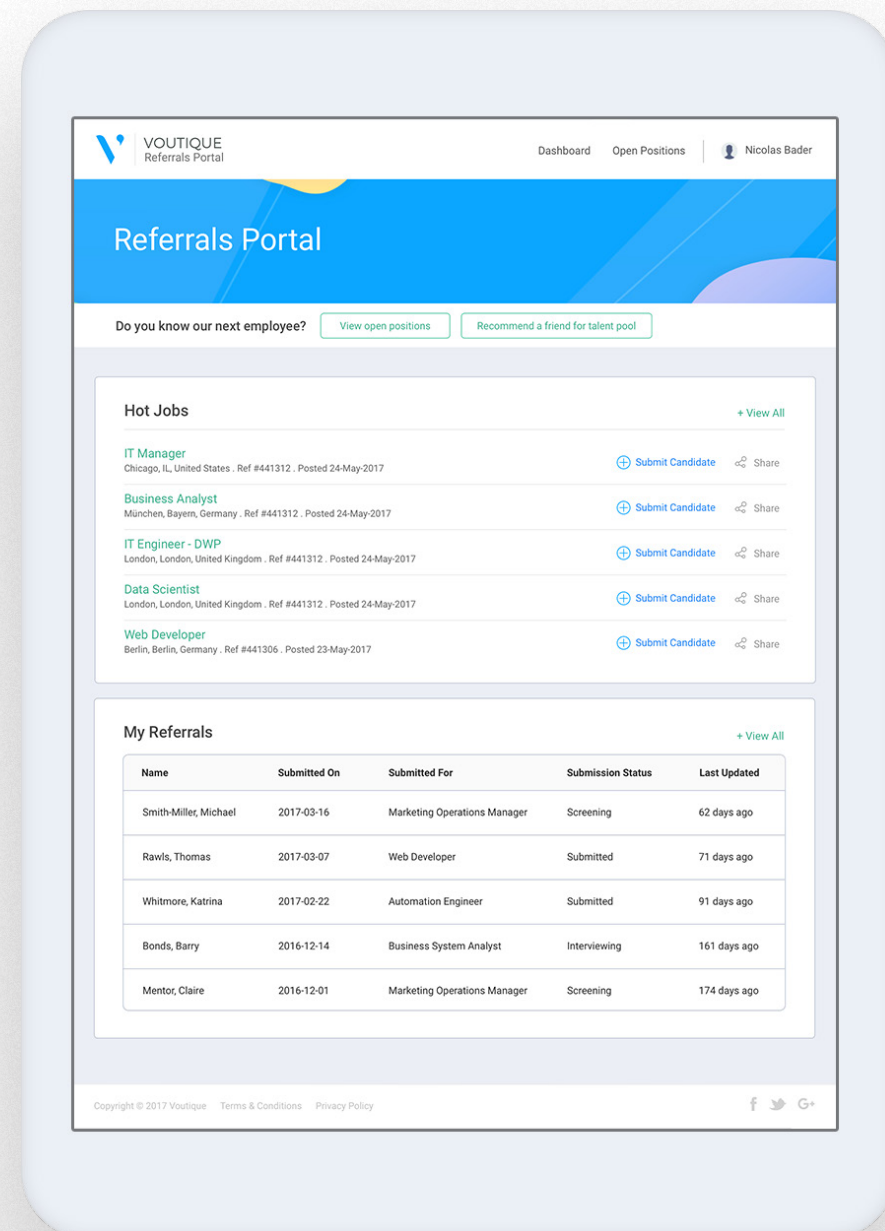 VOUTIQUE
Referrals Portal
Dashboard Open Positions Nicolas Bader
Referrals Portal
Do you know our next employee? View open positions Recommend a friend for talent pool
Hot Jobs + View All
IT Manager
Chicago, IL, United States . Ref #441312 . Posted 24-May-2017
Submit Candidate Share
Business Analyst
München, Bayern, Germany . Ref #441312 . Posted 24-May-2017
Submit Candidate Share
IT Engineer - DWP
London, London, United Kingdom . Ref #441312 . Posted 24-May-2017
Submit Candidate Share
Data Scientist
London, London, United Kingdom . Ref #441312 . Posted 24-May-2017
Submit Candidate Share
Web Developer
Berlin, Berlin, Germany . Ref #441306 . Posted 23-May-2017
Submit Candidate Share
My Referrals + View All
Name Submitted On Submitted For Submission Status Last Updated
Smith-Miller, Michael 2017-03-16 Marketing Operations Manager Screening 62 days ago
Rawls, Thomas 2017-03-07 Web Developer Submitted 71 days ago
Whitmore, Katrina 2017-02-22 Automation Engineer Submitted 91 days ago
Bonds, Barry 2016-12-14 Business System Analyst Interviewing 161 days ago
Mentor, Claire 2016-12-01 Marketing Operations Manager Screening 174 days ago
Copyright © 2017 Voutique Terms & Conditions Privacy Policy f G+